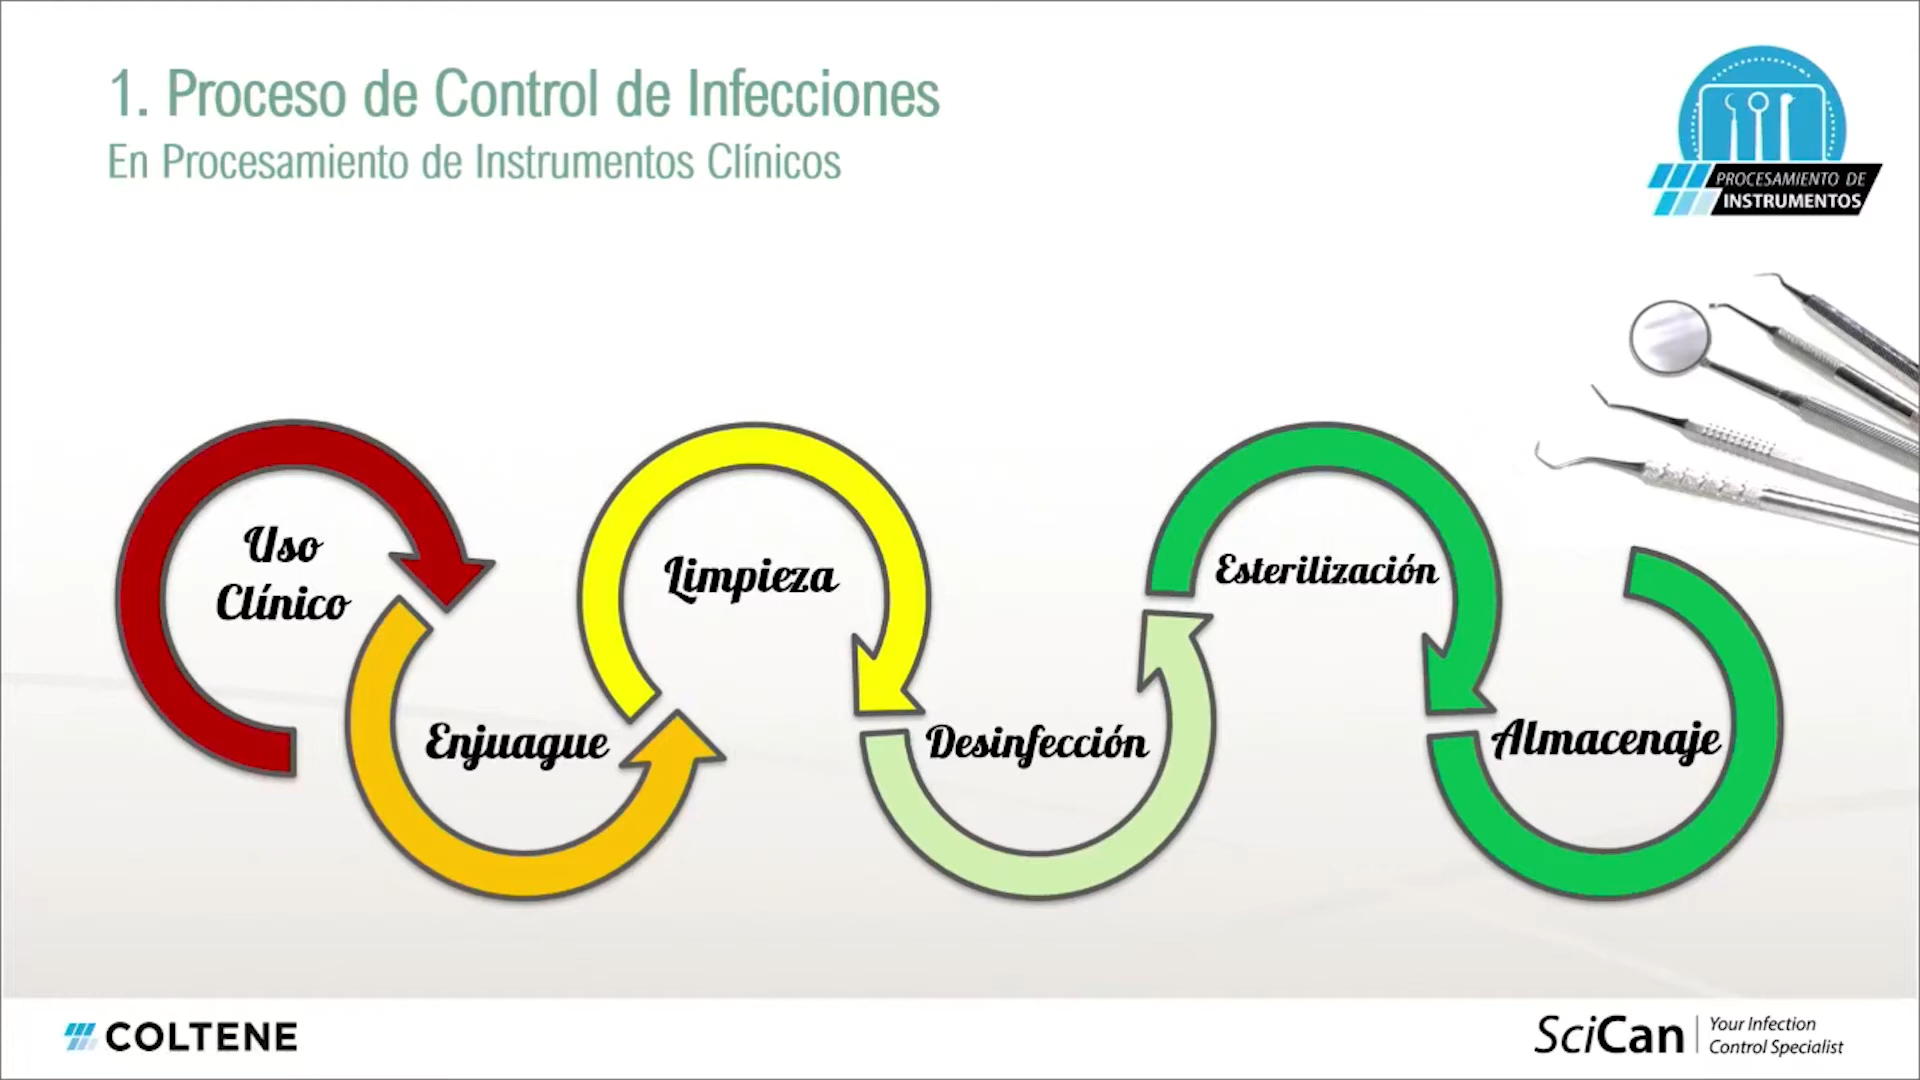 1. Proceso de Control de Infecciones
En Procesamiento de Instrumentos Clínicos
PROCESAMIENTO DE
INSTRUMENTOS
Uso
Clínico
Enjuague
Limpieza
Desinfección
Esterilización
Almacenaje
COLTENE
SciCan
Your Infection
Control Specialist